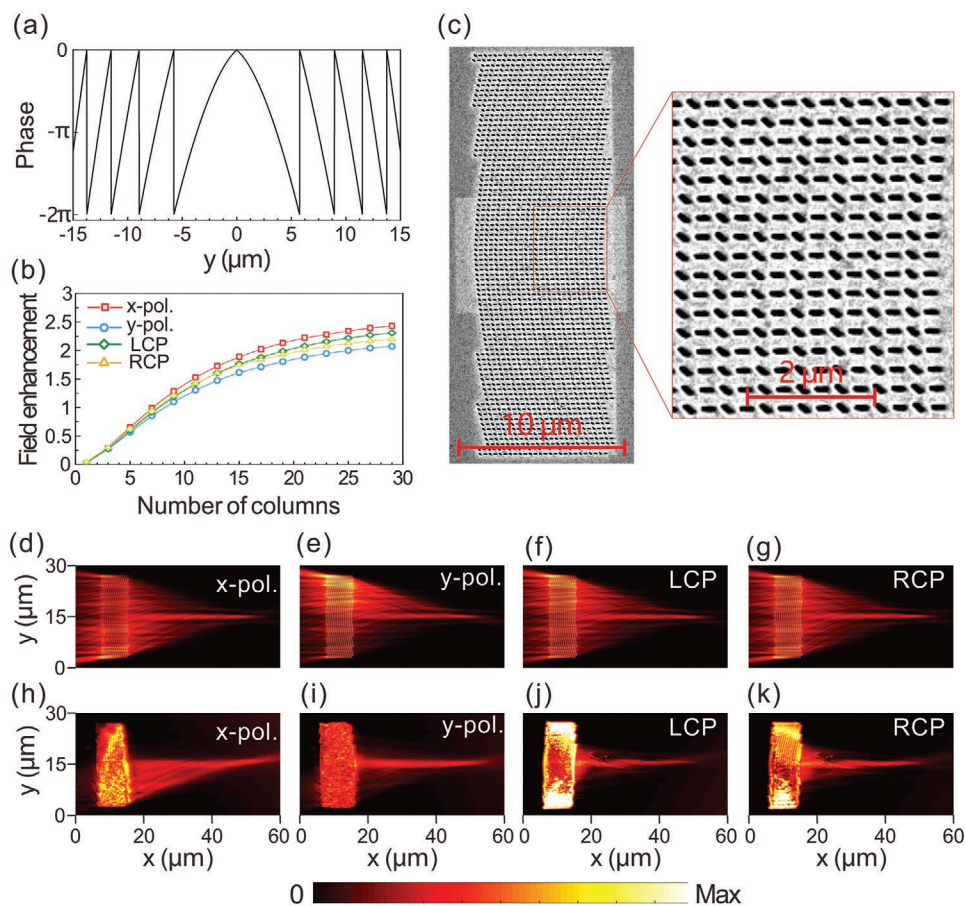 (a)
0
-π
-2π
Phase
-15 -10 -5 0 5 10 15
y (μm)
(b)
3
2.5
2
1.5
1
0.5
0
Field enhancement
x-pol.
y-pol.
LCP
RCP
0 5 10 15 20 25 30
Number of columns
(c)
10 μm
2 μm
(d) (e) (f) (g)
30
15
0
y (μm)
x-pol. y-pol. LCP RCP
(h) (i) (j) (k)
30
15
0
y (μm)
x-pol. y-pol. LCP RCP
0 20 40 60 20 40 60 20 40 60 20 40 60
x (μm) x (μm) x (μm) x (μm)
0 Max